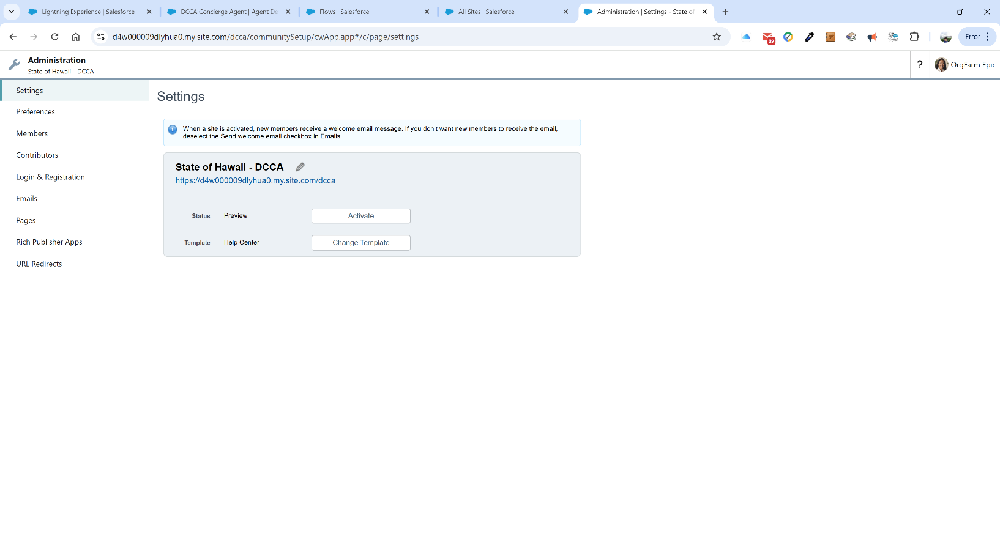 Lightning Experience | Salesforce
DCCA Concierge Agent | Agent De
Flows | Salesforce
All Sites | Salesforce
Administration | Settings - State of
d4w000009dlyhua0.my.site.com/dcca/communitySetup/cwApp.app#/c/page/settings
39
Error
Administration
State of Hawaii - DCCA
?
OrgFarm Epic
Settings
Preferences
Members
Contributors
Login & Registration
Emails
Pages
Rich Publisher Apps
URL Redirects
Settings
When a site is activated, new members receive a welcome email message. If you don't want new members to receive the email,
deselect the Send welcome email checkbox in Emails.
State of Hawaii - DCCA
https://d4w000009dlyhua0.my.site.com/dcca
Status Preview Activate
Template Help Center Change Template